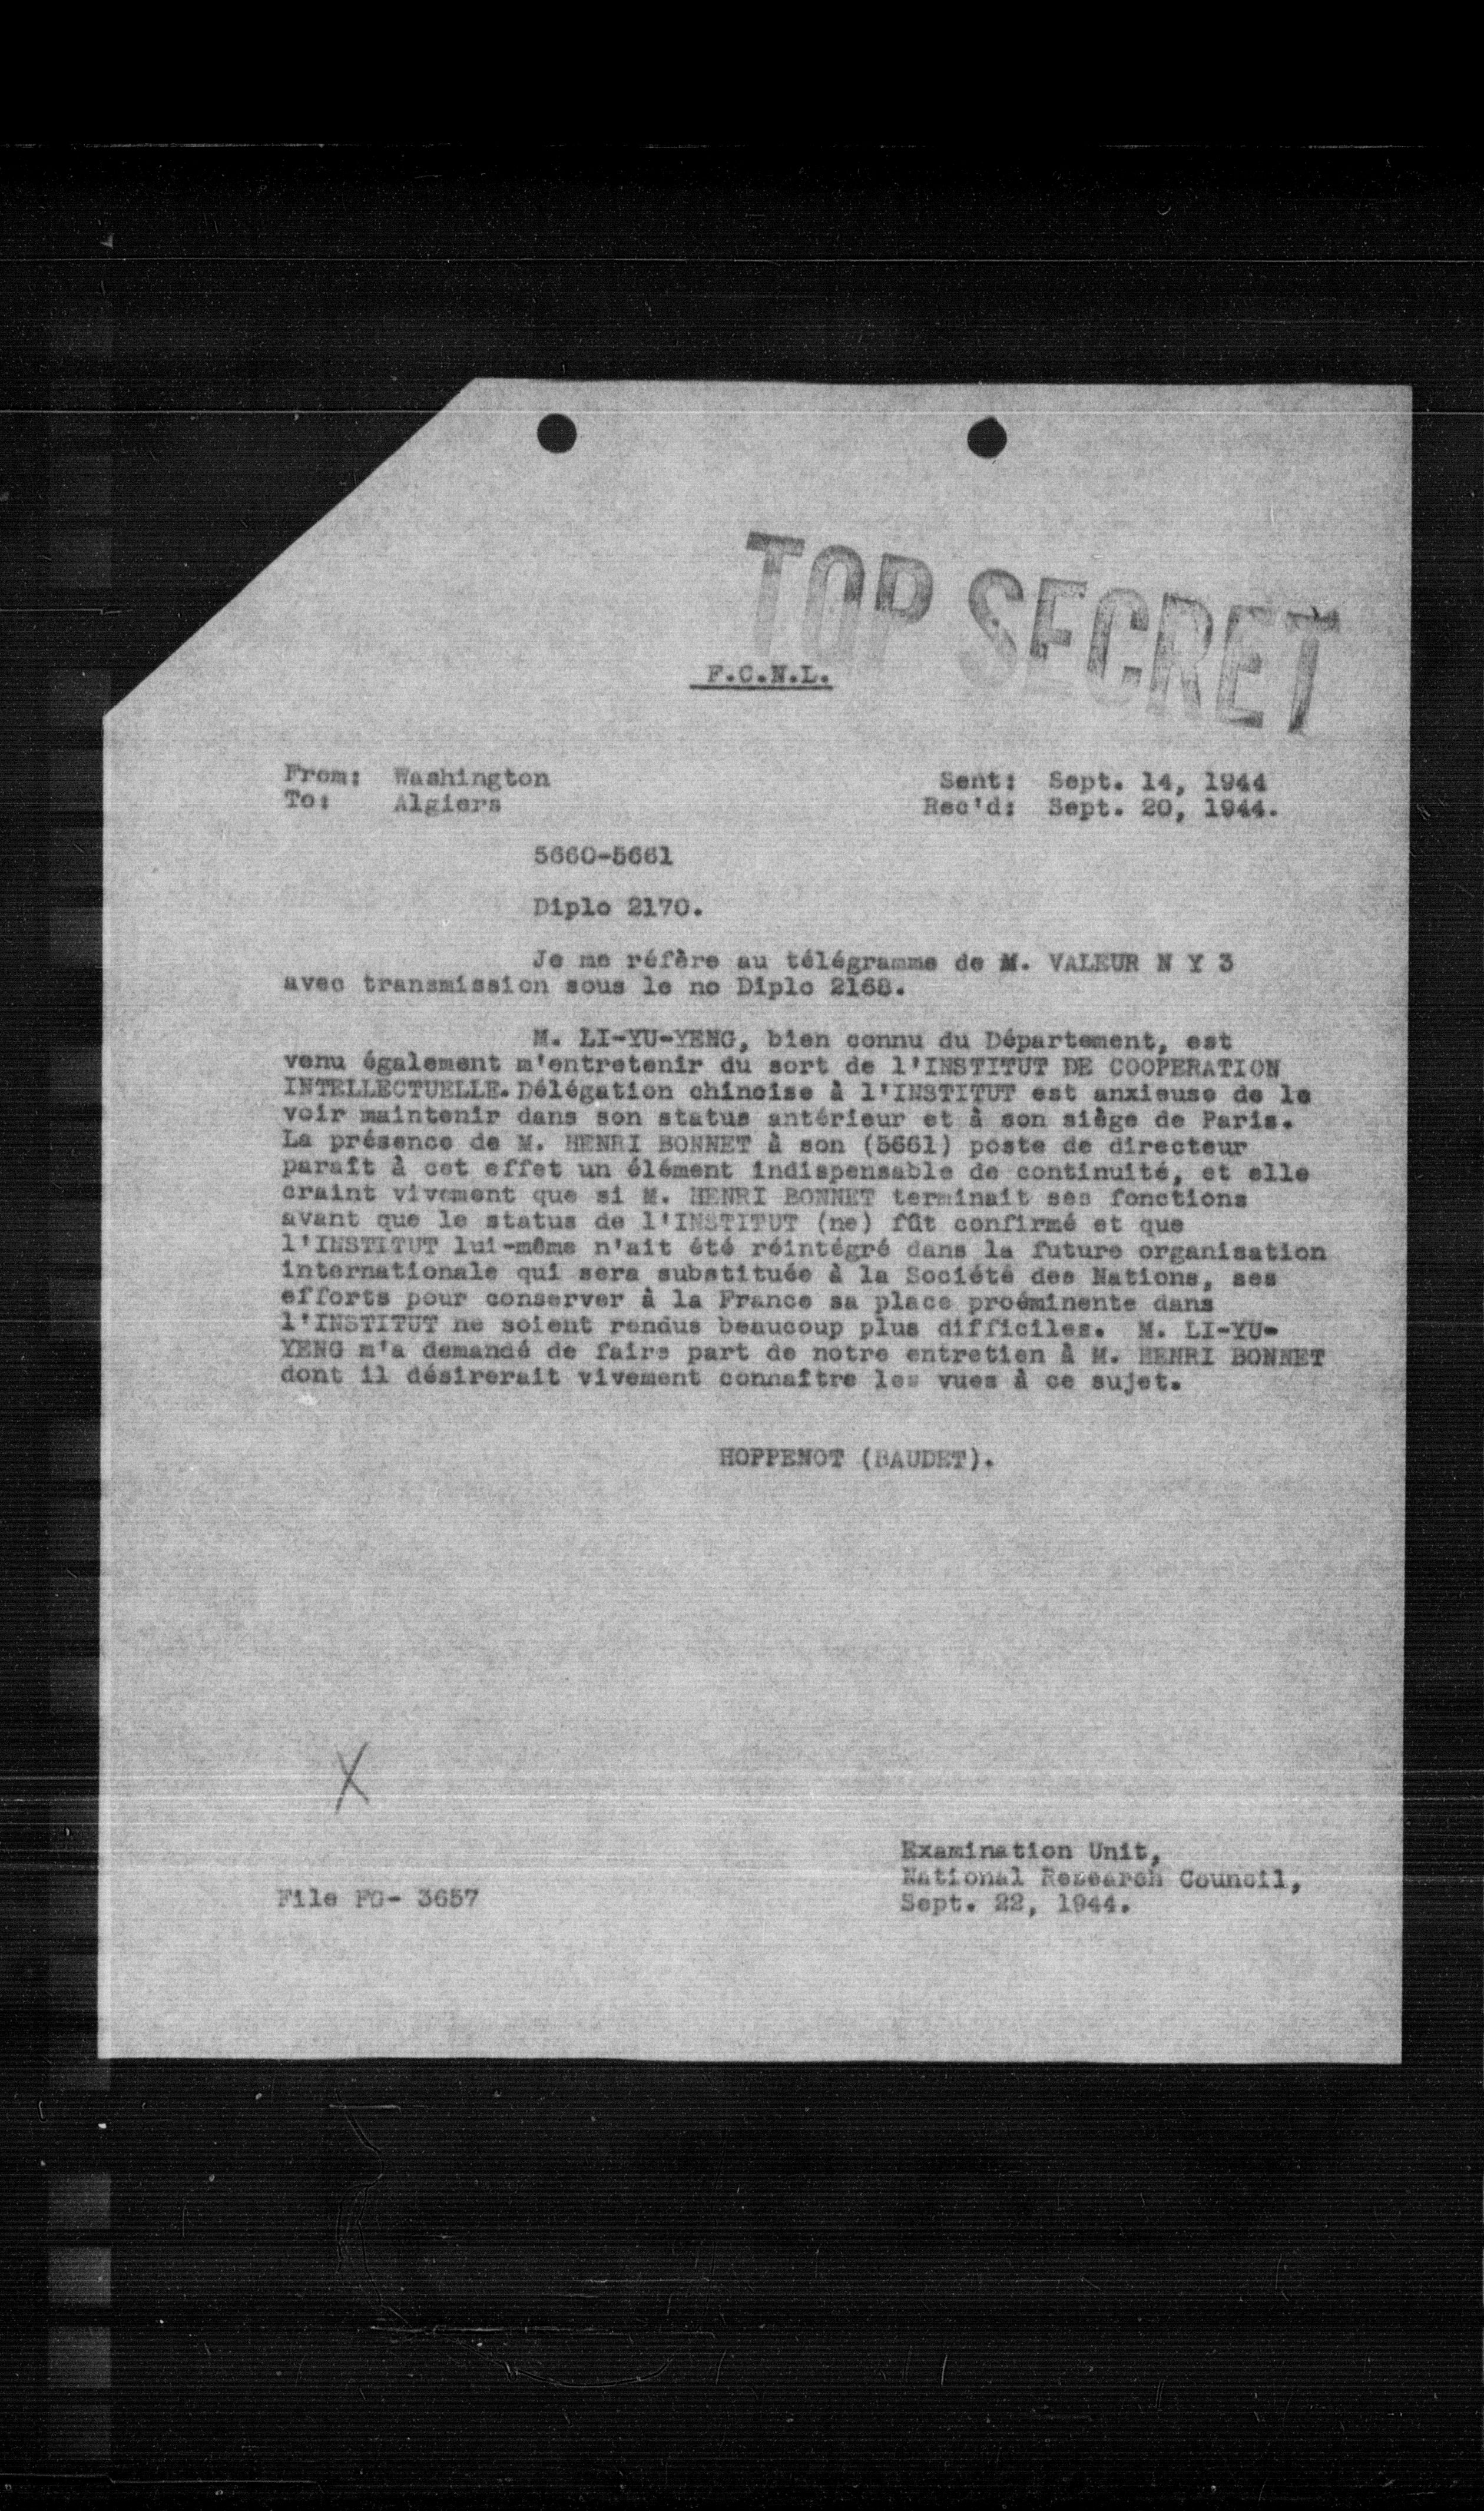 TOP SECRET
F.C.N.L.
From: Washington
To: Algiers
Sent: Sept. 14, 1944
Rec'd: Sept. 20, 1944.
5660-5661
Diplo 2170.
Je me réfère au télégramme de M. VALEUR N Y 3
avec transmission sous le no Diplo 2168.
M. LI-YU-YENG, bien connu du Département, est
venu également m'entretenir du sort de l'INSTITUT DE COOPERATION
INTELLECTUELLE. Délégation chinoise à l'INSTITUT est anxieuse de le
voir maintenir dans son status antérieur et à son siège de Paris.
La présence de M. HENRI BONNET à son (5661) poste de directeur
paraît à cet effet un élément indispensable de continuité, et elle
craint vivement que si M. HENRI BONNET terminait ses fonctions
avant que le status de l'INSTITUT (ne) fût confirmé et que
l'INSTITUT lui-même n'ait été réintégré dans la future organisation
internationale qui sera substituée à la Société des Nations, ses
efforts pour conserver à la France sa place proéminente dans
l'INSTITUT ne soient rendus beaucoup plus difficiles. M. LI-YU-
YENG m'a demandé de faire part de notre entretien à M. HENRI BONNET
dont il désirerait vivement connaître les vues à ce sujet.
HOPPENOT (BAUDET).
X
Examination Unit,
National Research Council,
Sept. 22, 1944.
File FG- 3657